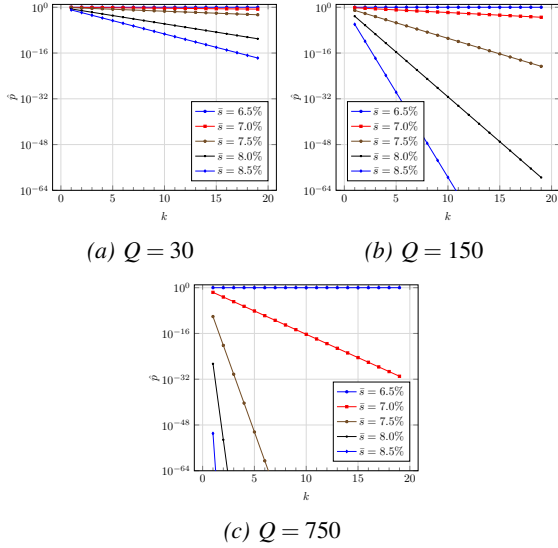 10^0
10^{-16}
10^{-32}
10^{-48}
10^{-64}
p̂
0 5 10 15 20
k
s̄ = 6.5%
s̄ = 7.0%
s̄ = 7.5%
s̄ = 8.0%
s̄ = 8.5%
(a) Q = 30
10^0
10^{-16}
10^{-32}
10^{-48}
10^{-64}
p̂
0 5 10 15 20
k
s̄ = 6.5%
s̄ = 7.0%
s̄ = 7.5%
s̄ = 8.0%
s̄ = 8.5%
(b) Q = 150
10^0
10^{-16}
10^{-32}
10^{-48}
10^{-64}
p̂
0 5 10 15 20
k
s̄ = 6.5%
s̄ = 7.0%
s̄ = 7.5%
s̄ = 8.0%
s̄ = 8.5%
(c) Q = 750